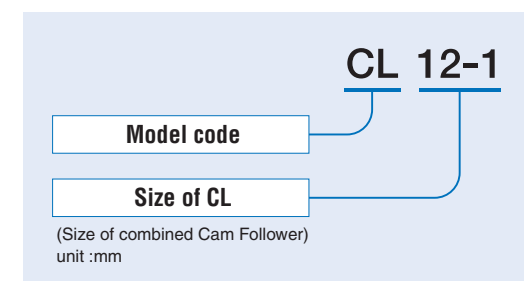 CL 12-1
Model code
Size of CL
(Size of combined Cam Follower)
unit :mm